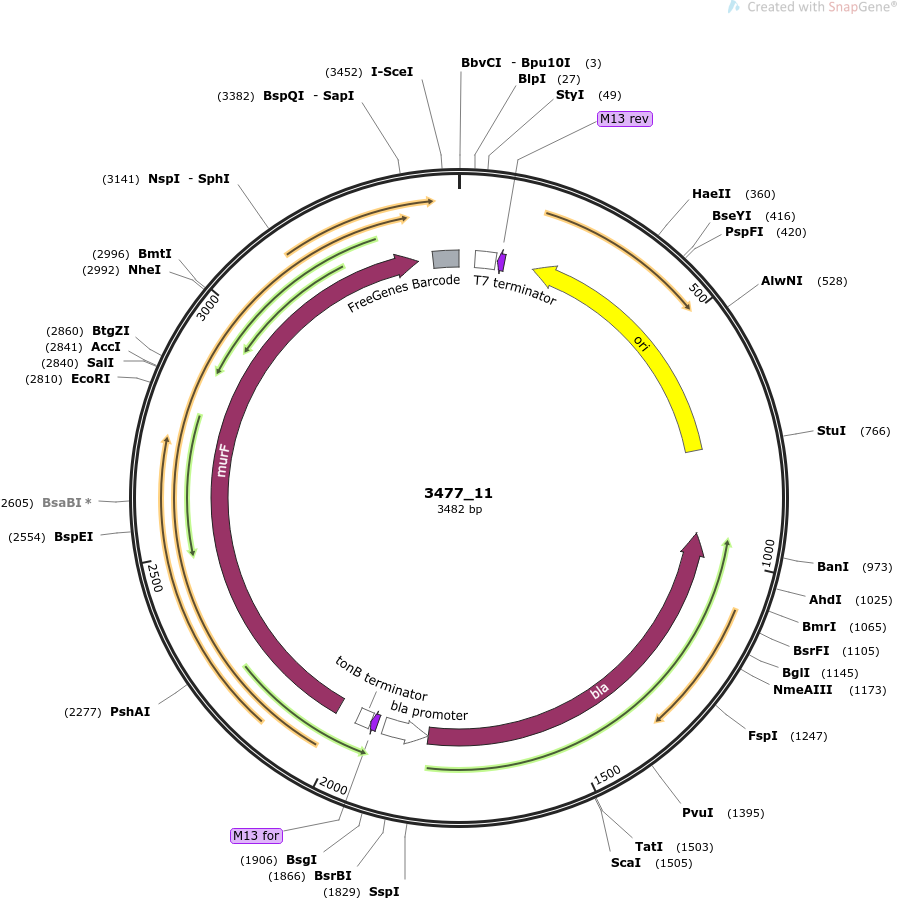 Created with SnapGene®
(3452) I-SceI
BbvCI - Bpu10I (3)
BlpI (27)
(3382) BspQI - SapI
StyI (49)
M13 rev
(3141) NspI - SphI
HaeII (360)
BseYI (416)
PspFI (420)
(2996) BmtI
(2992) NheI
AlwNI (528)
FreeGenes Barcode
T7 terminator
500
3000
ori
(2860) BtgZI
(2841) AccI
(2840) SalI
(2810) EcoRI
StuI (766)
murF
3477_11
3482 bp
2605) BsaBI *
(2554) BspEI
1000
BanI (973)
2500
AhdI (1025)
BmrI (1065)
BsrFI (1105)
BglI (1145)
NmeAIII (1173)
tonB terminator
bla promoter
bla
(2277) PshAI
FspI (1247)
2000
1500
PvuI (1395)
M13 for
TatI (1503)
(1906) BsgI
ScaI (1505)
(1866) BsrBI
(1829) SspI